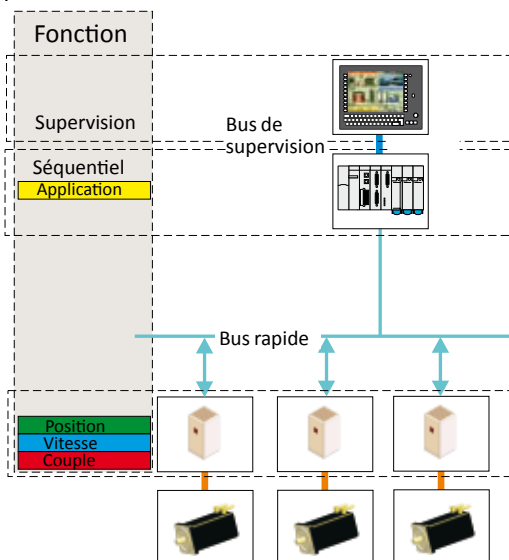 Fonction
Supervision
Bus de
supervision
Séquentiel
Application
Bus rapide
Position
Vitesse
Couple